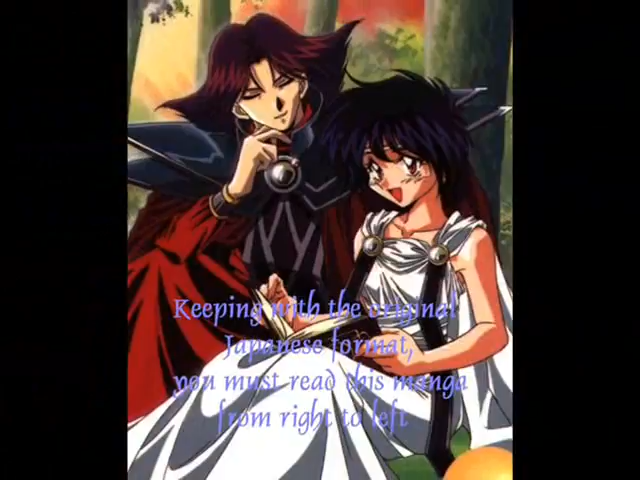 Keeping with the original
Japanese format,
you must read this manga
from right to left